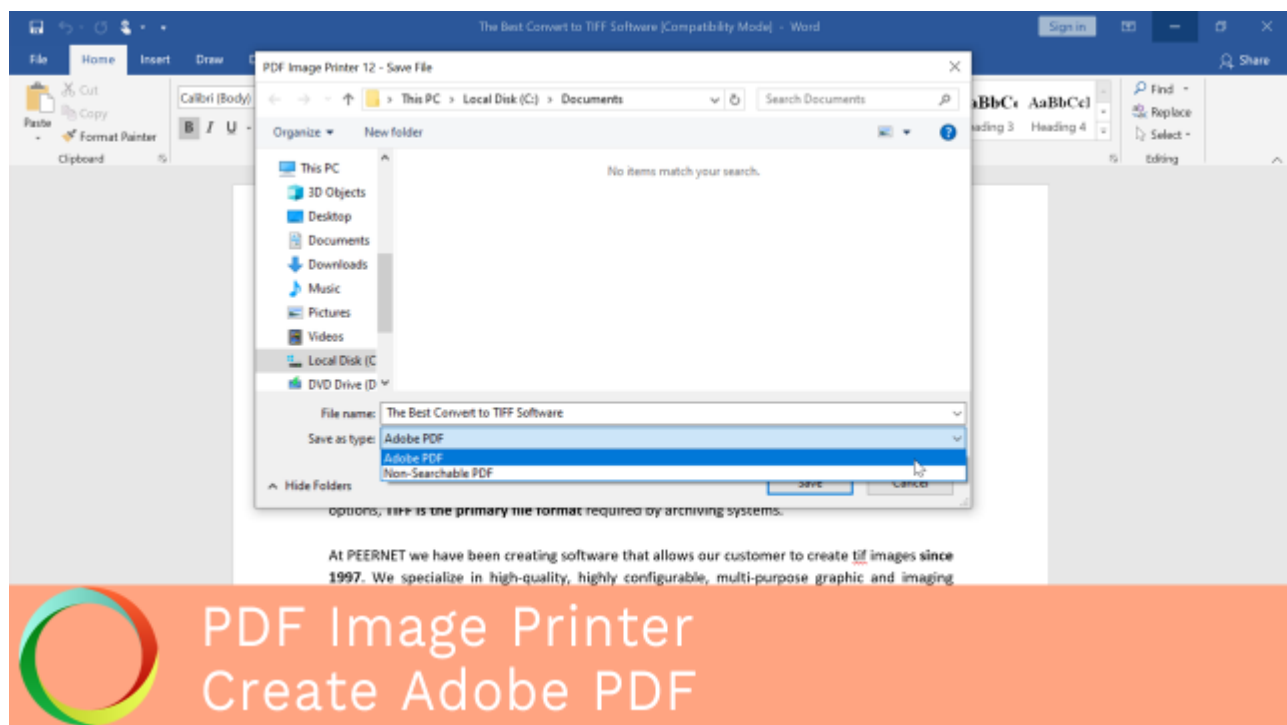 The Best Convert to TIFF Software [Compatibility Mode] - Word
Sign in
File Home Insert Draw
Share
Paste
Cut
Copy
Format Painter
Clipboard
Calibri (Body)
B I U
PDF Image Printer 12 - Save File
This PC > Local Disk (C:) > Documents
Search Documents
Organize
New folder
This PC
3D Objects
Desktop
Documents
Downloads
Music
Pictures
Videos
Local Disk (C
DVD Drive (D
No items match your search.
File name: The Best Convert to TIFF Software
Save as type: Adobe PDF
Adobe PDF
Non-Searchable PDF
Hide Folders
Save
Cancel
aBbCc AaBbCcI
ading 3 Heading 4
Find
Replace
Select
Editing
options, TIFF is the primary file format required by archiving systems.
At PEERNET we have been creating software that allows our customer to create tif images since
1997. We specialize in high-quality, highly configurable, multi-purpose graphic and imaging
PDF Image Printer
Create Adobe PDF